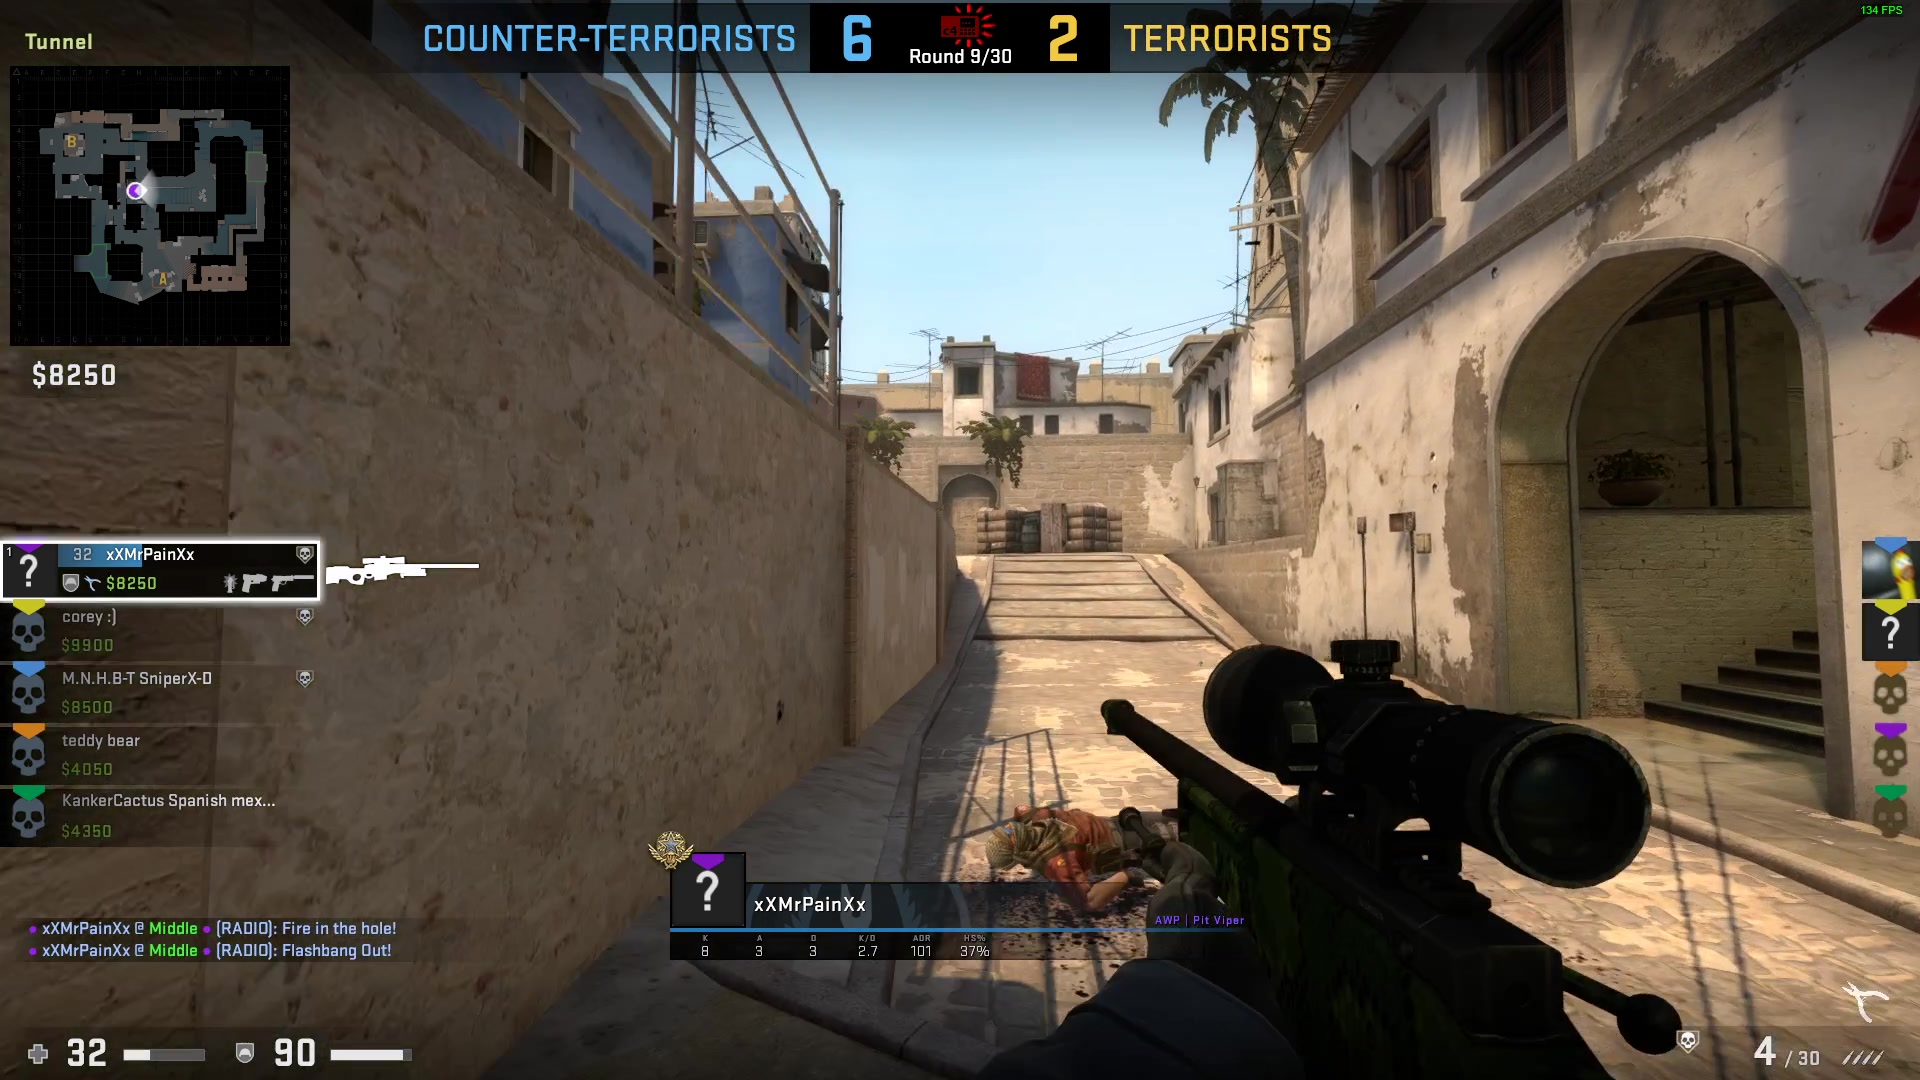 134 FPS
COUNTER-TERRORISTS
6
2
TERRORISTS
Round 9/30
Tunnel
B
A
$8250
1
? 32 xXMrPainXx
$8250
corey :)
$9900
M.N.H.B-T SniperX-D
$8500
teddy bear
$4050
KankerCactus Spanish mex...
$4350
?
?
xXMrPainXx
AWP | Pit Viper
K A D K/D ADR HS%
8 3 3 2.7 101 37%
• xXMrPainXx @ Middle • (RADIO): Fire in the hole!
• xXMrPainXx @ Middle • (RADIO): Flashbang Out!
32
90
4 / 30